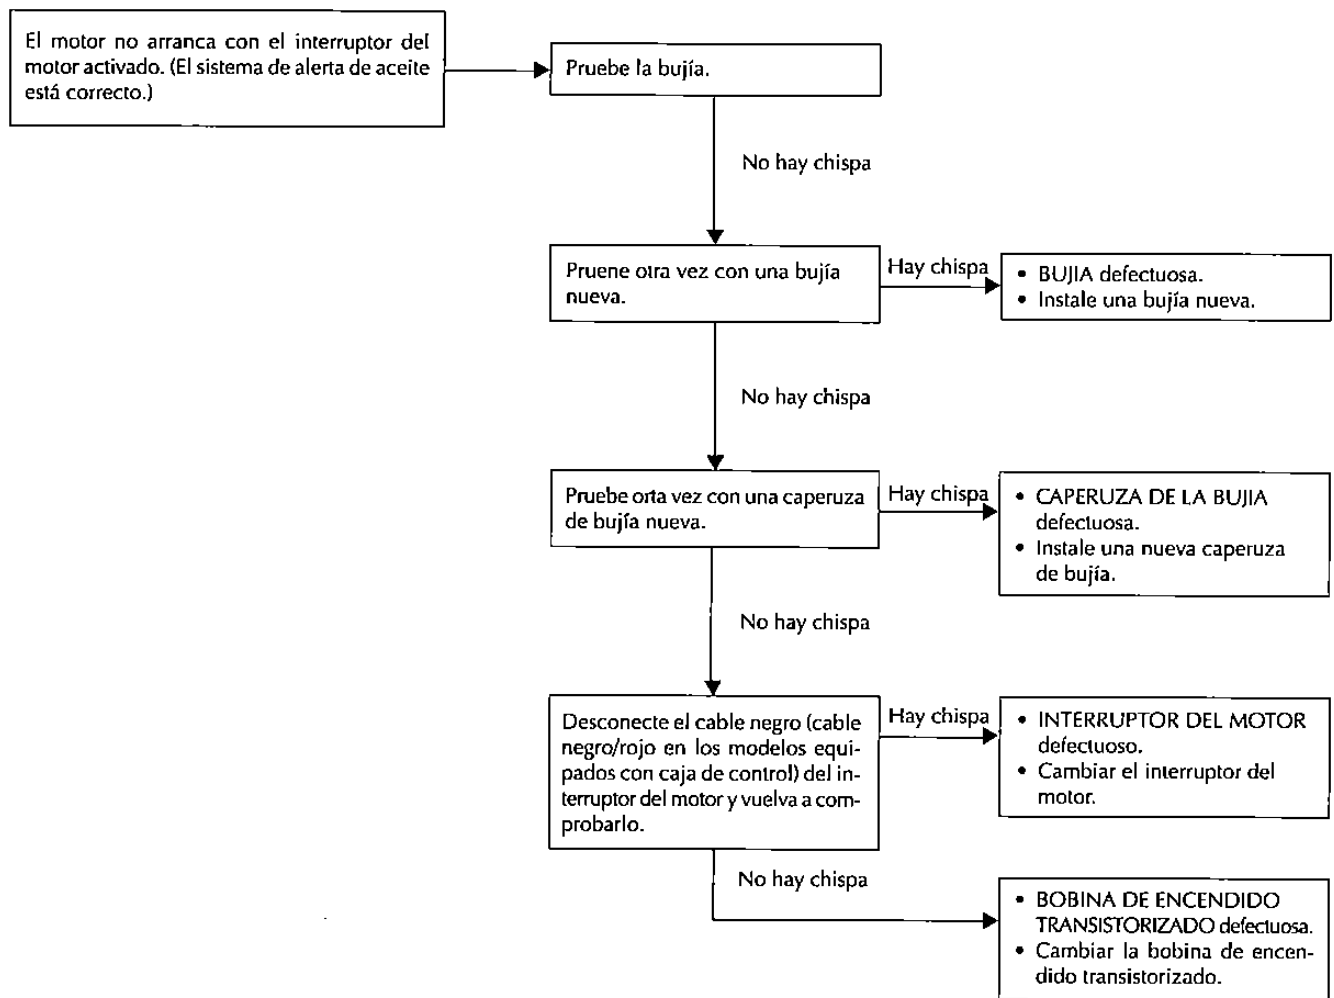 El motor no arranca con el interruptor del
motor activado. (El sistema de alerta de aceite
está correcto.)
Pruebe la bujía.
No hay chispa
Pruene otra vez con una bujía
nueva.
Hay chispa
• BUJIA defectuosa.
• Instale una bujía nueva.
No hay chispa
Pruebe orta vez con una caperuza
de bujía nueva.
Hay chispa
• CAPERUZA DE LA BUJIA
defectuosa.
• Instale una nueva caperuza
de bujía.
No hay chispa
Desconecte el cable negro (cable
negro/rojo en los modelos equi-
pados con caja de control) del in-
terruptor del motor y vuelva a com-
probarlo.
Hay chispa
• INTERRUPTOR DEL MOTOR
defectuoso.
• Cambiar el interruptor del
motor.
No hay chispa
• BOBINA DE ENCENDIDO
TRANSISTORIZADO defectuosa.
• Cambiar la bobina de encen-
dido transistorizado.